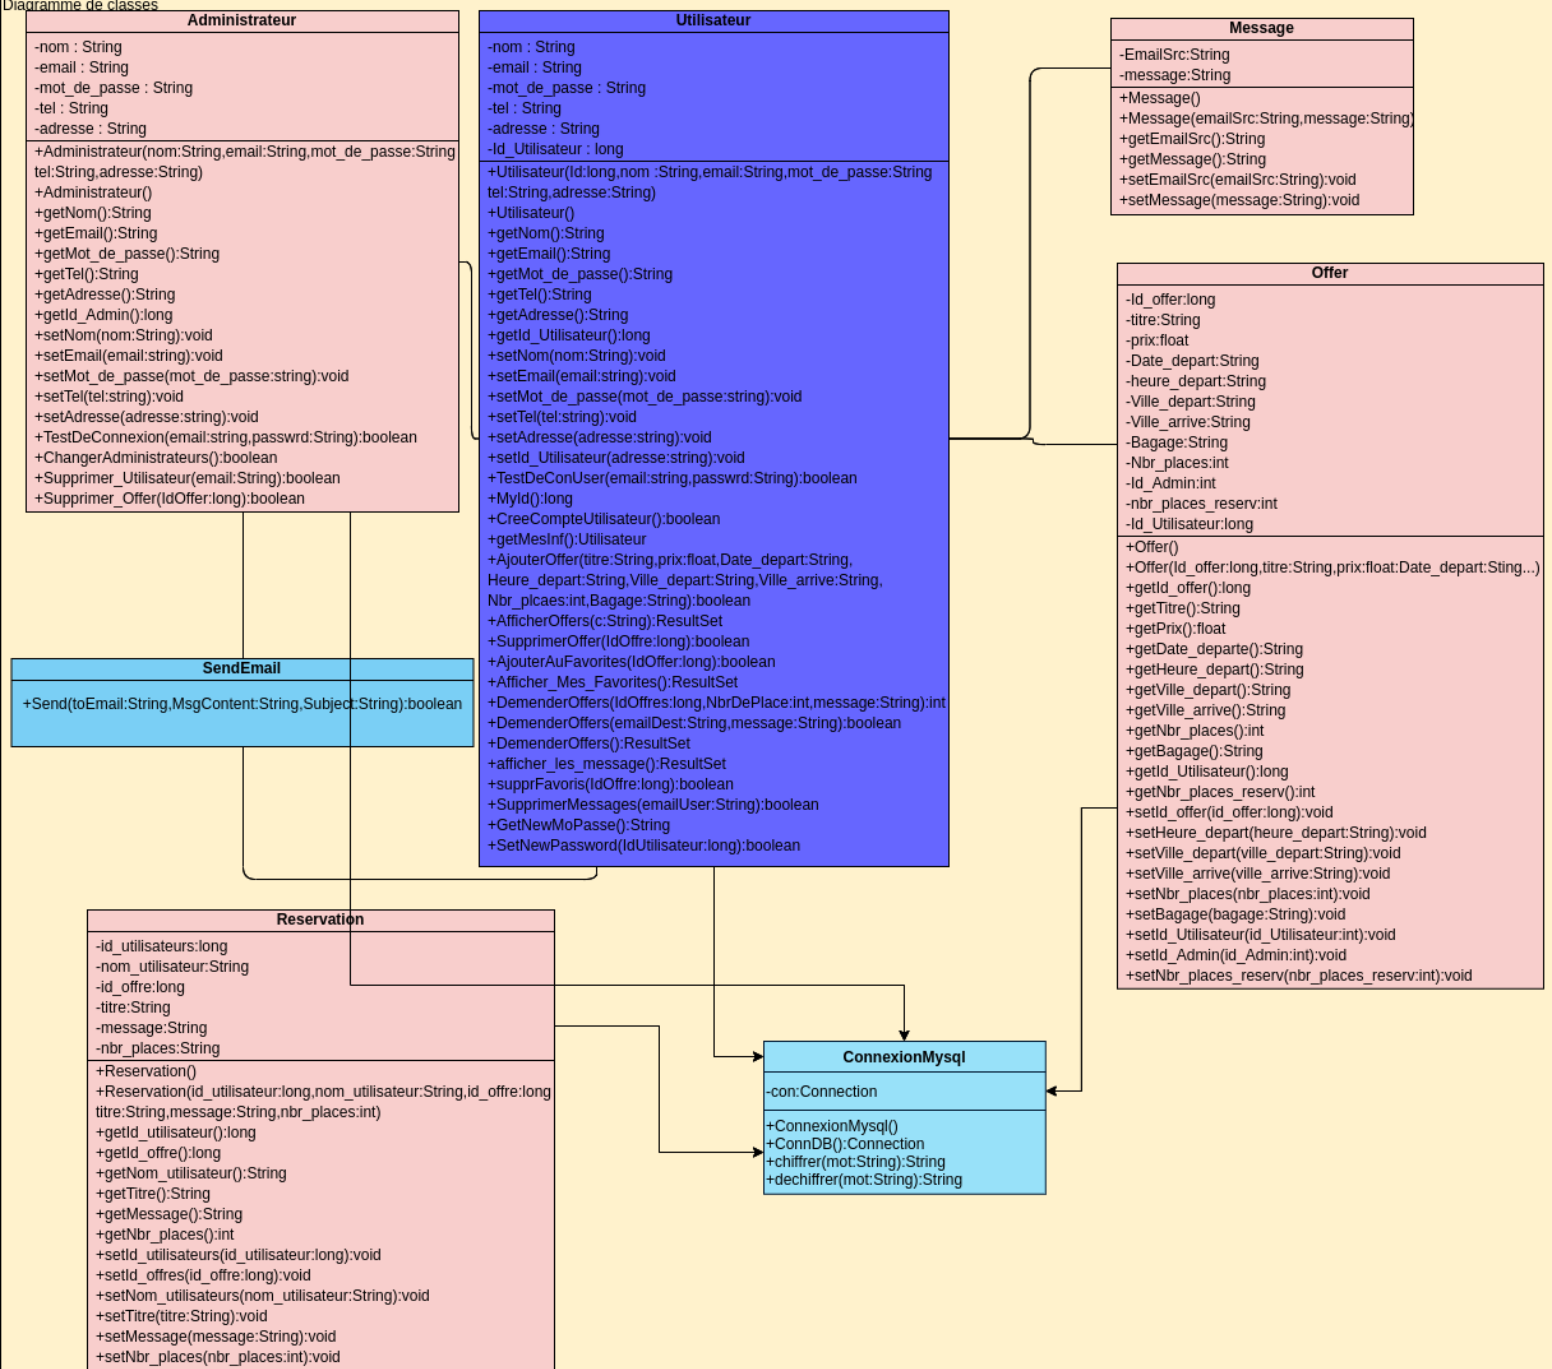 Diagramme de classes
Administrateur
-nom : String
-email : String
-mot_de_passe : String
-tel : String
-adresse : String
+Administrateur(nom:String,email:String,mot_de_passe:String
tel:String,adresse:String)
+Administrateur()
+getNom():String
+getEmail():String
+getMot_de_passe():String
+getTel():String
+getAdresse():String
+getId_Admin():long
+setNom(nom:String):void
+setEmail(email:string):void
+setMot_de_passe(mot_de_passe:string):void
+setTel(tel:string):void
+setAdresse(adresse:string):void
+TestDeConnexion(email:string,passwrd:String):boolean
+ChangerAdministrateurs():boolean
+Supprimer_Utilisateur(email:String):boolean
+Supprimer_Offer(IdOffer:long):boolean
Utilisateur
-nom : String
-email : String
-mot_de_passe : String
-tel : String
-adresse : String
-Id_Utilisateur : long
+Utilisateur(Id:long,nom :String,email:String,mot_de_passe:String
tel:String,adresse:String)
+Utilisateur()
+getNom():String
+getEmail():String
+getMot_de_passe():String
+getTel():String
+getAdresse():String
+getId_Utilisateur():long
+setNom(nom:String):void
+setEmail(email:string):void
+setMot_de_passe(mot_de_passe:string):void
+setTel(tel:string):void
+setAdresse(adresse:string):void
+setId_Utilisateur(adresse:string):void
+TestDeConUser(email:string,passwrd:String):boolean
+MyId():long
+CreeCompteUtilisateur():boolean
+getMesInf():Utilisateur
+AjouterOffer(titre:String,prix:float,Date_depart:String,
Heure_depart:String,Ville_depart:String,Ville_arrive:String,
Nbr_plcaes:int,Bagage:String):boolean
+AfficherOffers(c:String):ResultSet
+SupprimerOffer(IdOffre:long):boolean
+AjouterAuFavorites(IdOffer:long):boolean
+Afficher_Mes_Favorites():ResultSet
+DemenderOffers(IdOffres:long,NbrDePlace:int,message:String):int
+DemenderOffers(emailDest:String,message:String):boolean
+DemenderOffers():ResultSet
+afficher_les_message():ResultSet
+supprFavoris(IdOffre:long):boolean
+SupprimerMessages(emailUser:String):boolean
+GetNewMoPasse():String
+SetNewPassword(IdUtilisateur:long):boolean
Message
-EmailSrc:String
-message:String
+Message()
+Message(emailSrc:String,message:String)
+getEmailSrc():String
+getMessage():String
+setEmailSrc(emailSrc:String):void
+setMessage(message:String):void
Offer
-Id_offer:long
-titre:String
-prix:float
-Date_depart:String
-heure_depart:String
-Ville_depart:String
-Ville_arrive:String
-Bagage:String
-Nbr_places:int
-Id_Admin:int
-nbr_places_reserv:int
-Id_Utilisateur:long
+Offer()
+Offer(Id_offer:long,titre:String,prix:float:Date_depart:Sting...)
+getId_offer():long
+getTitre():String
+getPrix():float
+getDate_departe():String
+getHeure_depart():String
+getVille_depart():String
+getVille_arrive():String
+getNbr_places():int
+getBagage():String
+getId_Utilisateur():long
+getNbr_places_reserv():int
+setId_offer(id_offer:long):void
+setHeure_depart(heure_depart:String):void
+setVille_depart(ville_depart:String):void
+setVille_arrive(ville_arrive:String):void
+setNbr_places(nbr_places:int):void
+setBagage(bagage:String):void
+setId_Utilisateur(id_Utilisateur:int):void
+setId_Admin(id_Admin:int):void
+setNbr_places_reserv(nbr_places_reserv:int):void
SendEmail
+Send(toEmail:String,MsgContent:String,Subject:String):boolean
Reservation
-id_utilisateurs:long
-nom_utilisateur:String
-id_offre:long
-titre:String
-message:String
-nbr_places:String
+Reservation()
+Reservation(id_utilisateur:long,nom_utilisateur:String,id_offre:long
titre:String,message:String,nbr_places:int)
+getId_utilisateur():long
+getId_offre():long
+getNom_utilisateur():String
+getTitre():String
+getMessage():String
+getNbr_places():int
+setId_utilisateurs(id_utilisateur:long):void
+setId_offres(id_offre:long):void
+setNom_utilisateurs(nom_utilisateur:String):void
+setTitre(titre:String):void
+setMessage(message:String):void
+setNbr_places(nbr_places:int):void
ConnexionMysql
-con:Connection
+ConnexionMysql()
+ConnDB():Connection
+chiffrer(mot:String):String
+dechiffrer(mot:String):String